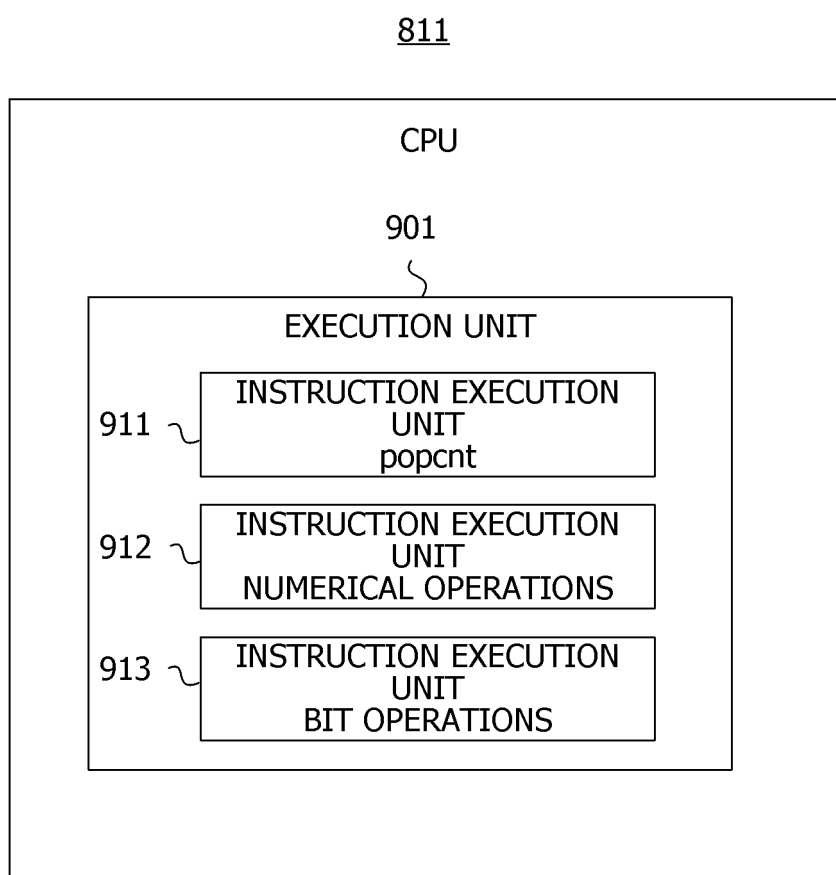 811
CPU
901
EXECUTION UNIT
911
INSTRUCTION EXECUTION
UNIT
popcnt
912
INSTRUCTION EXECUTION
UNIT
NUMERICAL OPERATIONS
913
INSTRUCTION EXECUTION
UNIT
BIT OPERATIONS